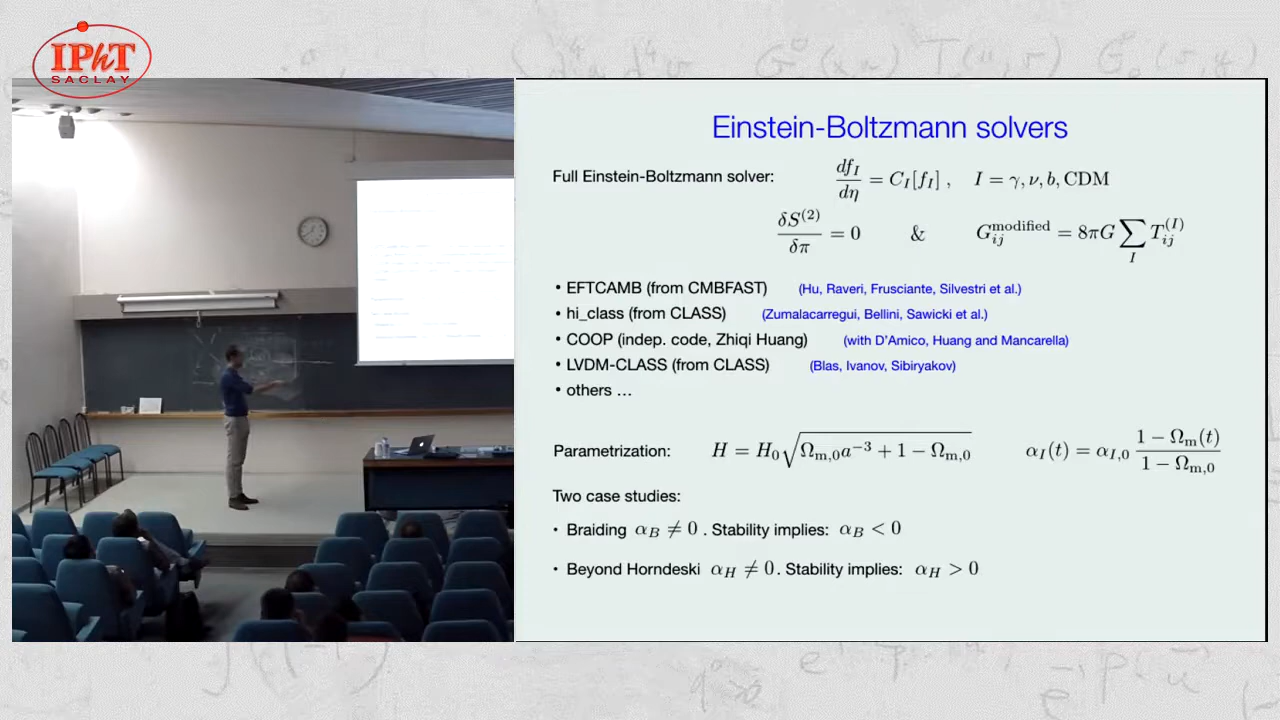 IPhT
SACLAY
Einstein-Boltzmann solvers
Full Einstein-Boltzmann solver: df_I/dη = C_I[f_I] , I = γ, ν, b, CDM
δS^(2)/δπ = 0 & G_ij^modified = 8πG ∑_I T_ij^(I)
• EFTCAMB (from CMBFAST) (Hu, Raveri, Frusciante, Silvestri et al.)
• hi_class (from CLASS) (Zumalacarregui, Bellini, Sawicki et al.)
• COOP (indep. code, Zhiqi Huang) (with D'Amico, Huang and Mancarella)
• LVDM-CLASS (from CLASS) (Blas, Ivanov, Sibiryakov)
• others …
Parametrization: H = H_0 √(Ω_m,0 a^−3 + 1 − Ω_m,0) α_I(t) = α_I,0 (1 − Ω_m(t))/(1 − Ω_m,0)
Two case studies:
• Braiding α_B ≠ 0 . Stability implies: α_B < 0
• Beyond Horndeski α_H ≠ 0 . Stability implies: α_H > 0